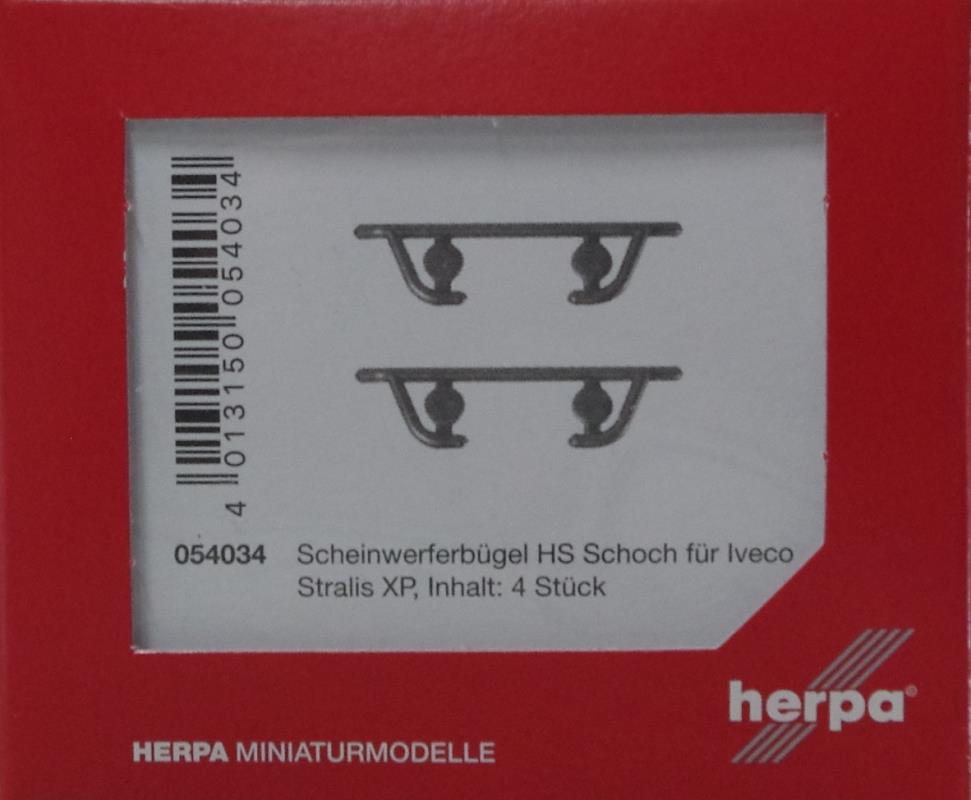 4 013150 054034
054034 Scheinwerferbügel HS Schoch für Iveco
Stralis XP, Inhalt: 4 Stück
herpa®
HERPA MINIATURMODELLE